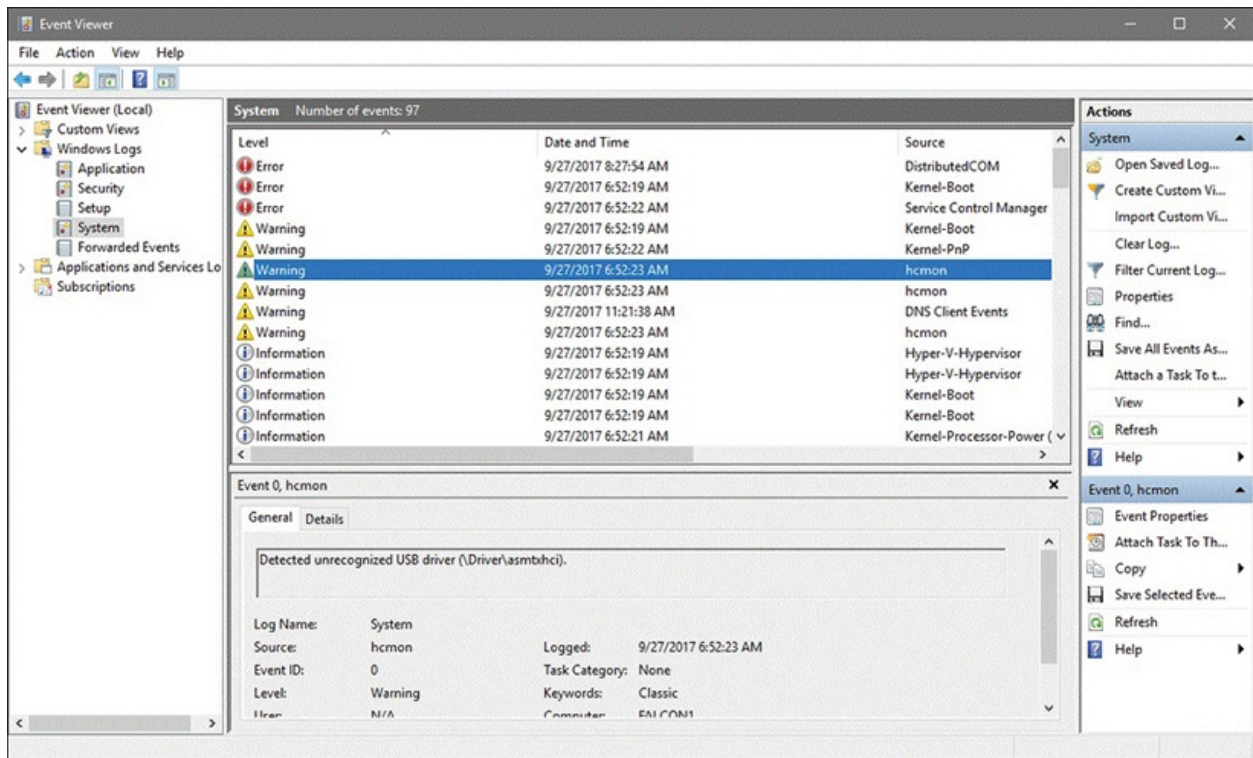 Event Viewer
File Action View Help
Event Viewer (Local)
Custom Views
Windows Logs
Application
Security
Setup
System
Forwarded Events
Applications and Services Lo
Subscriptions
System Number of events: 97
Level Date and Time Source
Error 9/27/2017 8:27:54 AM DistributedCOM
Error 9/27/2017 6:52:19 AM Kernel-Boot
Error 9/27/2017 6:52:22 AM Service Control Manager
Warning 9/27/2017 6:52:19 AM Kernel-Boot
Warning 9/27/2017 6:52:22 AM Kernel-PnP
Warning 9/27/2017 6:52:23 AM hcmon
Warning 9/27/2017 6:52:23 AM hcmon
Warning 9/27/2017 11:21:38 AM DNS Client Events
Warning 9/27/2017 6:52:23 AM hcmon
Information 9/27/2017 6:52:19 AM Hyper-V-Hypervisor
Information 9/27/2017 6:52:19 AM Hyper-V-Hypervisor
Information 9/27/2017 6:52:19 AM Kernel-Boot
Information 9/27/2017 6:52:19 AM Kernel-Boot
Information 9/27/2017 6:52:21 AM Kernel-Processor-Power (
Event 0, hcmon
General Details
Detected unrecognized USB driver (\Driver\asmtxhci).
Log Name: System
Source: hcmon Logged: 9/27/2017 6:52:23 AM
Event ID: 0 Task Category: None
Level: Warning Keywords: Classic
User: N/A Computer: FALCON1
Actions
System
Open Saved Log...
Create Custom Vi...
Import Custom Vi...
Clear Log...
Filter Current Log...
Properties
Find...
Save All Events As...
Attach a Task To t...
View
Refresh
Help
Event 0, hcmon
Event Properties
Attach Task To Th...
Copy
Save Selected Eve...
Refresh
Help